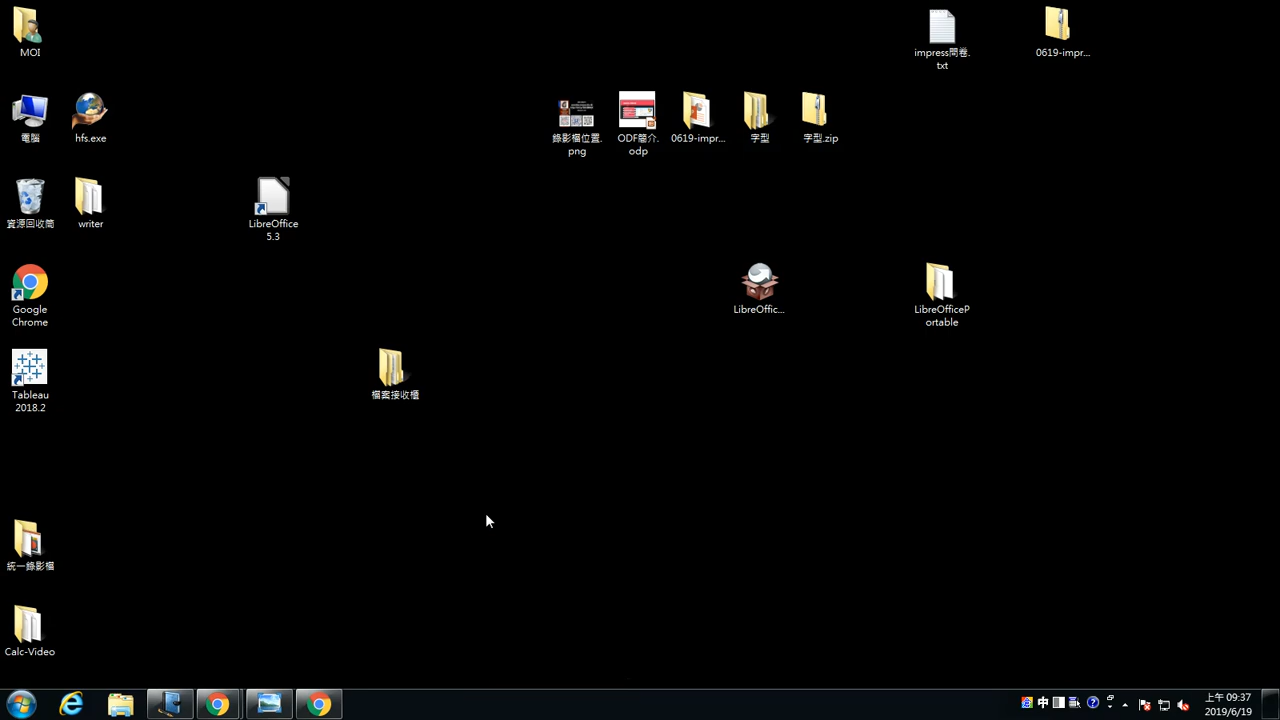 MOI
impress問卷.
txt
0619-impr...
電腦
hfs.exe
錄影檔位置.
png
ODF簡介.
odp
0619-impr...
字型
字型.zip
資源回收筒
writer
LibreOffice
5.3
Google
Chrome
LibreOffic...
LibreOfficeP
ortable
Tableau
2018.2
檔案接收櫃
統一錄影檔
Calc-Video
中
上午 09:37
2019/6/19